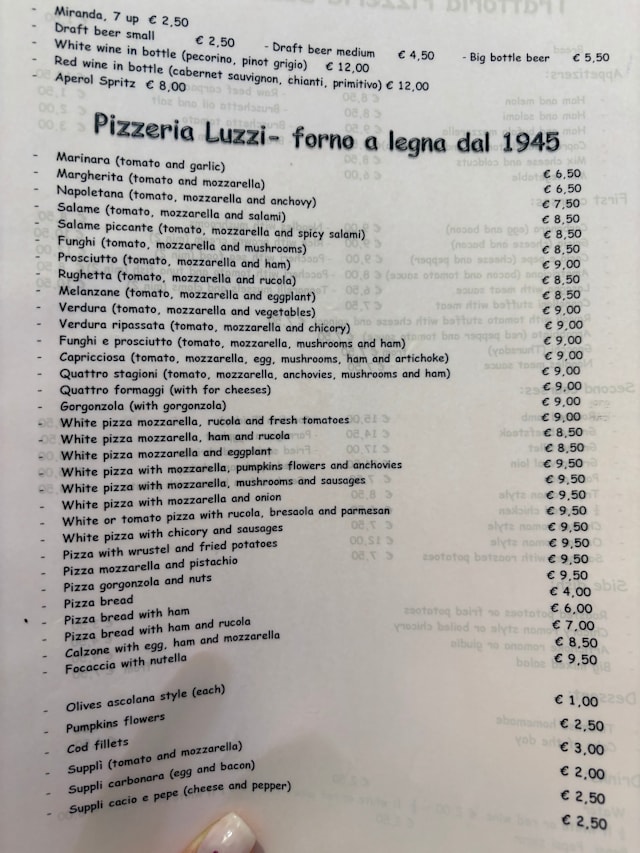 - Miranda, 7 up € 2,50
- Draft beer small € 2,50 - Draft beer medium € 4,50 - Big bottle beer € 5,50
- White wine in bottle (pecorino, pinot grigio) € 12,00
- Red wine in bottle (cabernet sauvignon, chianti, primitivo) € 12,00
- Aperol Spritz € 8,00
Pizzeria Luzzi- forno a legna dal 1945
- Marinara (tomato and garlic) € 6,50
- Margherita (tomato and mozzarella) € 6,50
- Napoletana (tomato, mozzarella and anchovy) € 7,50
- Salame (tomato, mozzarella and salami) € 8,50
- Salame piccante (tomato, mozzarella and spicy salami) € 8,50
- Funghi (tomato, mozzarella and mushrooms) € 8,50
- Prosciutto (tomato, mozzarella and ham) € 9,00
- Rughetta (tomato, mozzarella and rucola) € 8,50
- Melanzane (tomato, mozzarella and eggplant) € 8,50
- Verdura (tomato, mozzarella and vegetables) € 9,00
- Verdura ripassata (tomato, mozzarella and chicory) € 9,00
- Funghi e prosciutto (tomato, mozzarella, mushrooms and ham) € 9,00
- Capricciosa (tomato, mozzarella, egg, mushrooms, ham and artichoke) € 9,00
- Quattro stagioni (tomato, mozzarella, anchovies, mushrooms and ham) € 9,00
- Quattro formaggi (with for cheeses) € 9,00
- Gorgonzola (with gorgonzola) € 9,00
- White pizza mozzarella, rucola and fresh tomatoes € 9,00
- White pizza mozzarella, ham and rucola € 8,50
- White pizza mozzarella and eggplant € 8,50
- White pizza with mozzarella, pumpkins flowers and anchovies € 9,50
- White pizza with mozzarella, mushrooms and sausages € 9,50
- White pizza with mozzarella and onion € 9,50
- White or tomato pizza with rucola, bresaola and parmesan € 9,50
- White pizza with chicory and sausages € 9,50
- Pizza with wrustel and fried potatoes € 9,50
- Pizza mozzarella and pistachio € 9,50
- Pizza gorgonzola and nuts € 9,50
- Pizza bread € 4,00
- Pizza bread with ham € 6,00
- Pizza bread with ham and rucola € 7,00
- Calzone with egg, ham and mozzarella € 8,50
- Focaccia with nutella € 9,50
- Olives ascolana style (each) € 1,00
- Pumpkins flowers € 2,50
- Cod fillets € 3,00
- Supplì (tomato and mozzarella) € 2,00
- Suppli carbonara (egg and bacon) € 2,50
- Suppli cacio e pepe (cheese and pepper) € 2,50